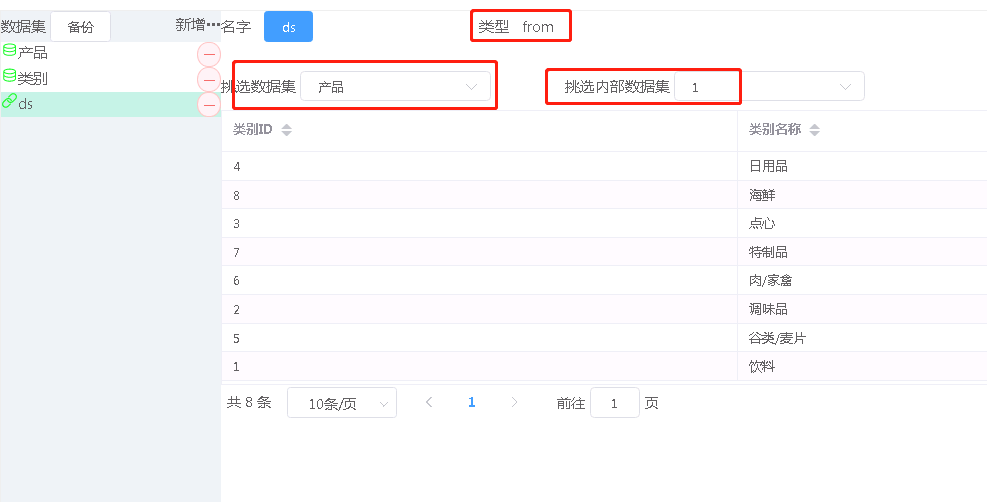 数据集 备份 新增··· 名字 ds 类型 from
产品
类别
ds
挑选数据集 产品 挑选内部数据集 1
类别ID 类别名称
4 日用品
8 海鲜
3 点心
7 特制品
6 肉/家禽
2 调味品
5 谷类/麦片
1 饮料
共 8 条 10条/页 1 前往 1 页